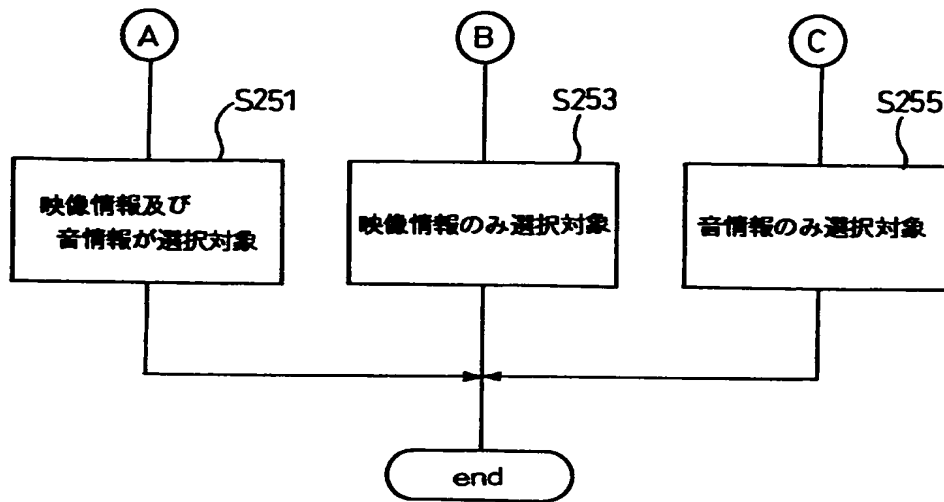 A
B
C
S251
S253
S255
映像情報及び
音情報が選択対象
映像情報のみ選択対象
音情報のみ選択対象
end